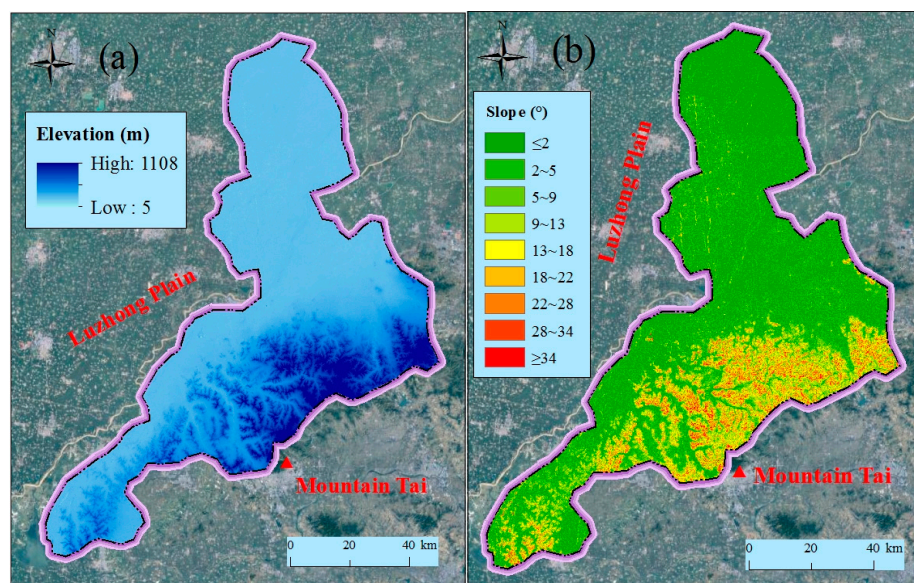 N
(a)
Elevation (m)
High: 1108
Low : 5
Luzhong Plain
Mountain Tai
0 20 40 km
N
(b)
Slope (°)
≤2
2~5
5~9
9~13
13~18
18~22
22~28
28~34
≥34
Luzhong Plain
Mountain Tai
0 20 40 km